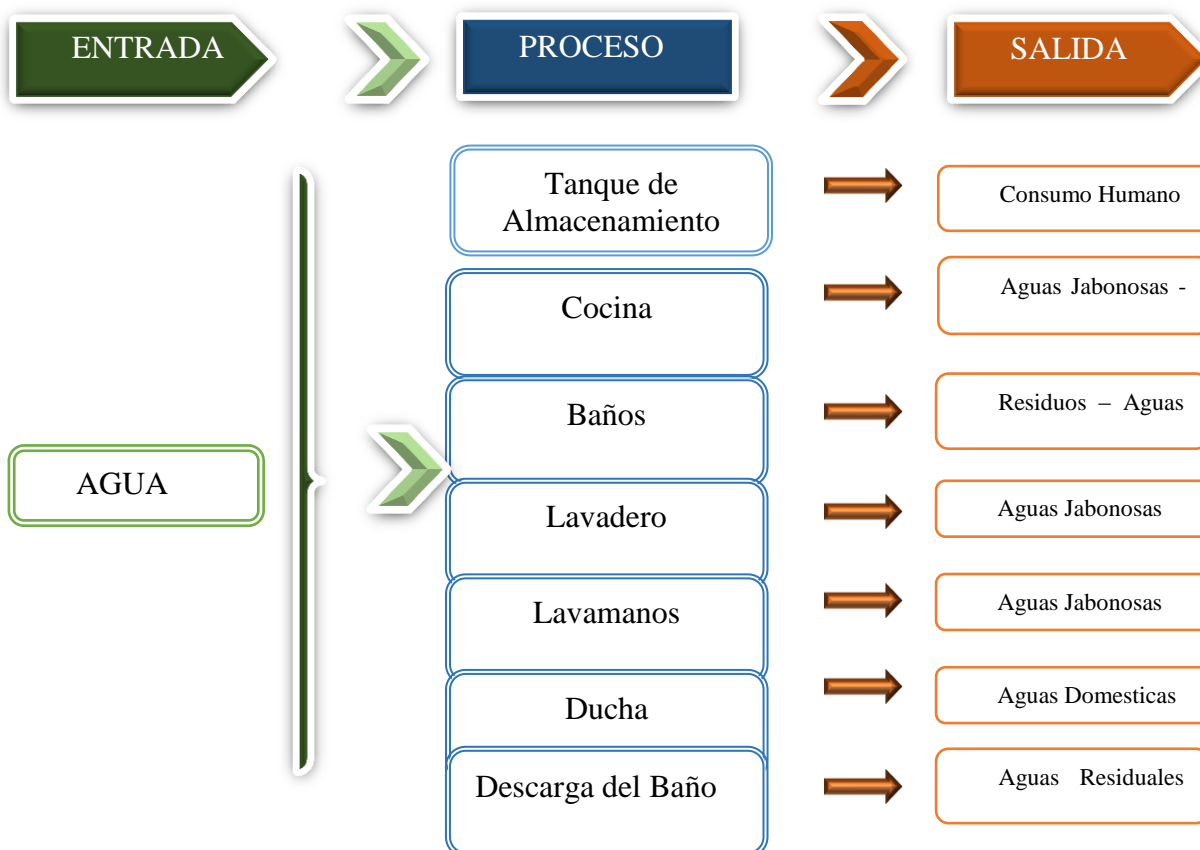 ENTRADA
PROCESO
SALIDA
Tanque de
Almacenamiento
Consumo Humano
Cocina
Aguas Jabonosas -
Baños
Residuos – Aguas
AGUA
Lavadero
Aguas Jabonosas
Lavamanos
Aguas Jabonosas
Ducha
Aguas Domesticas
Descarga del Baño
Aguas Residuales